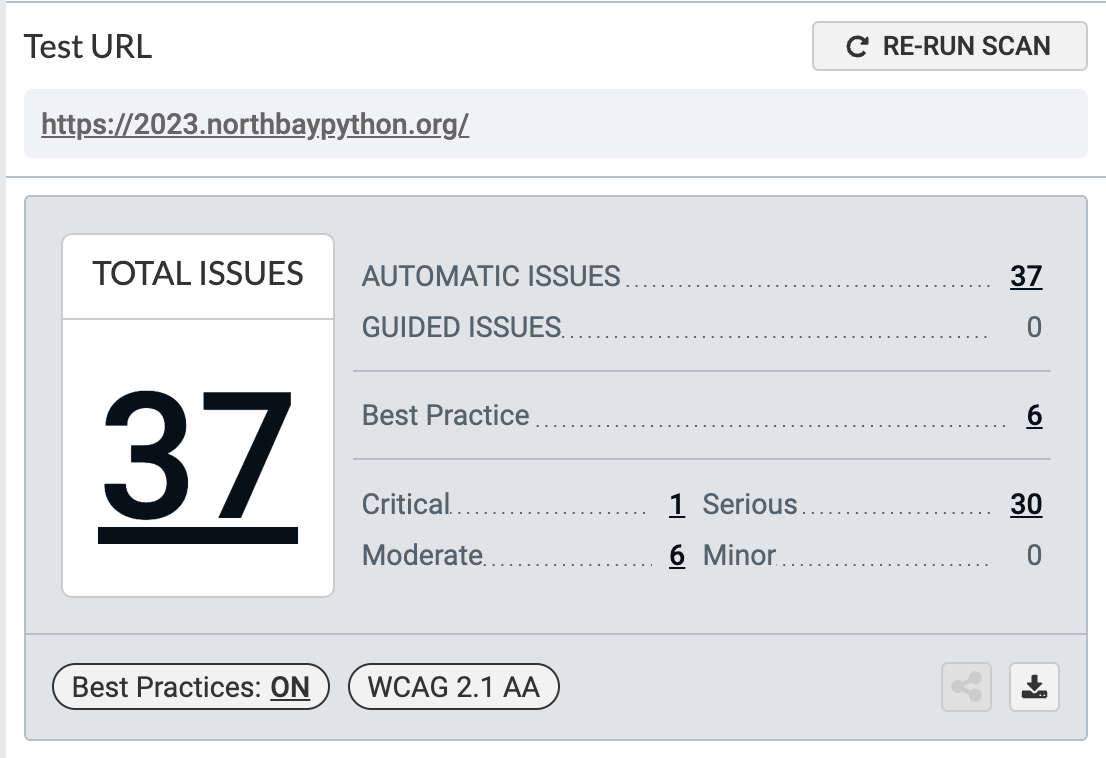 Test URL
RE-RUN SCAN
https://2023.northbaypython.org/
TOTAL ISSUES
37
AUTOMATIC ISSUES 37
GUIDED ISSUES 0
Best Practice 6
Critical 1 Serious 30
Moderate 6 Minor 0
Best Practices: ON
WCAG 2.1 AA